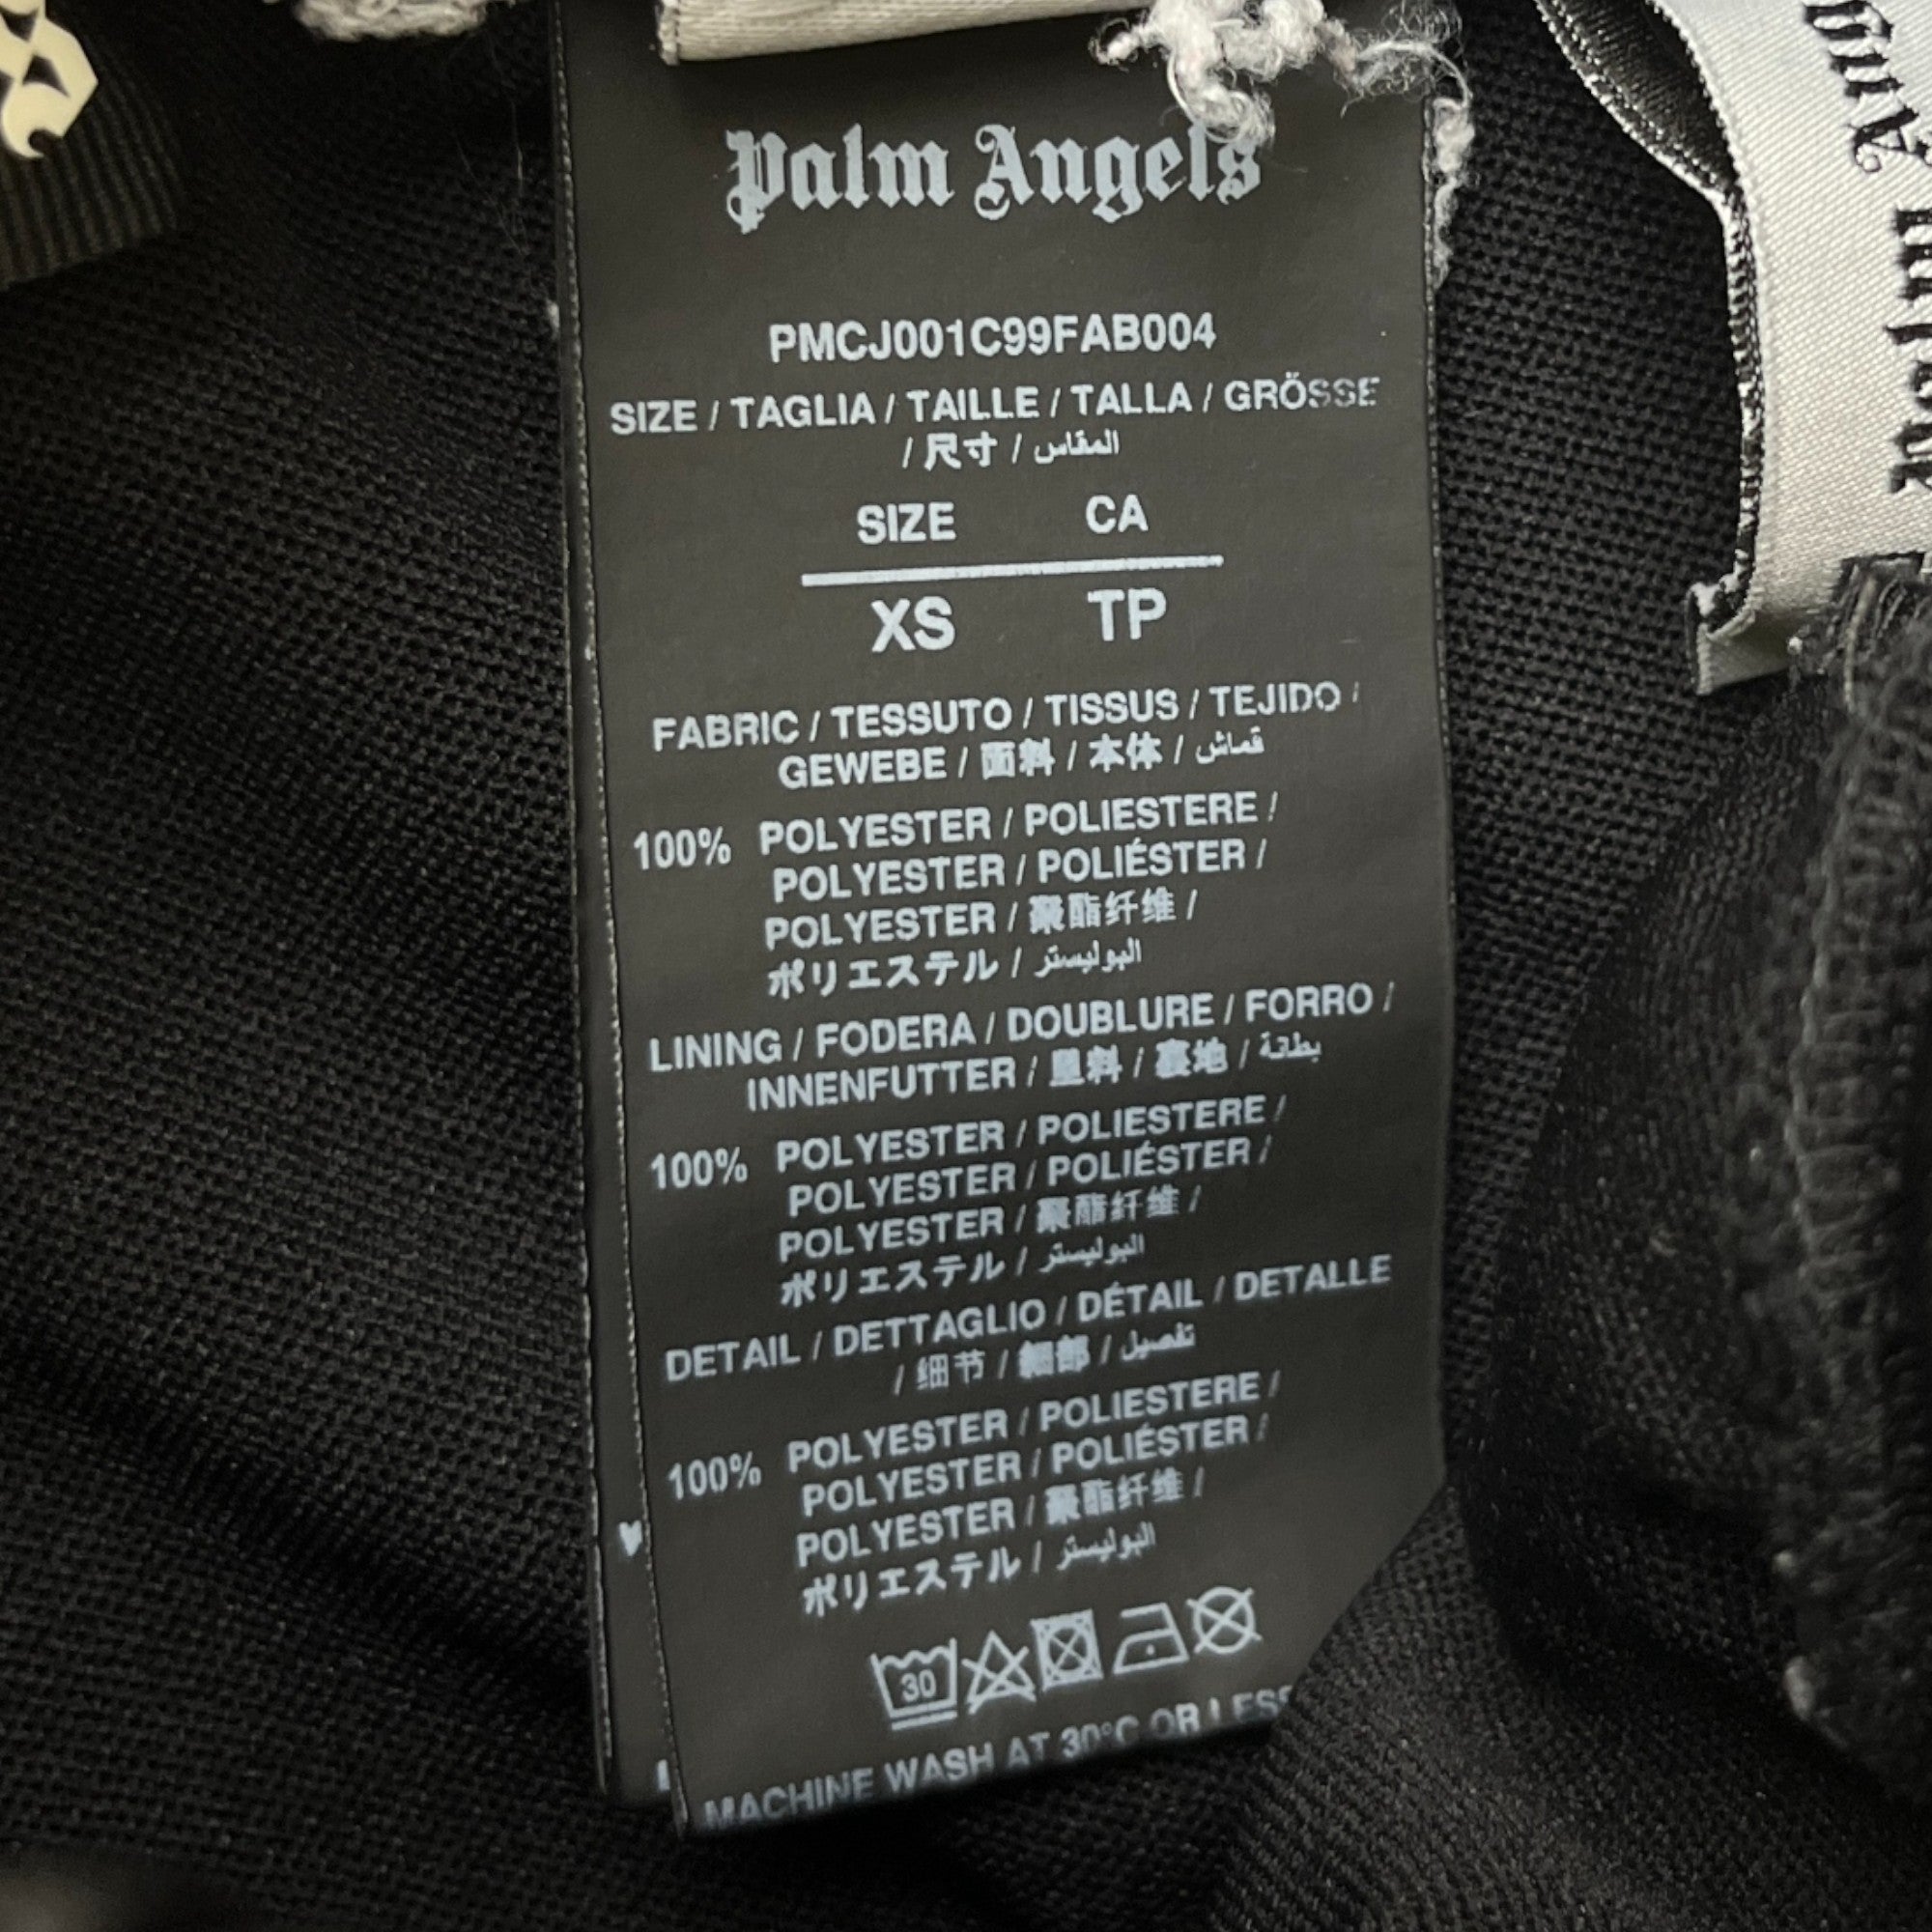 Palm Angels
PMCJ001C99FAB004
SIZE / TAGLIA / TAILLE / TALLA / GRÖSSE
/ 尺寸 / المقاس
SIZE CA
XS TP
FABRIC / TESSUTO / TISSUS / TEJIDO /
GEWEBE / 面料 / 本体 / قماش
100% POLYESTER / POLIESTERE /
POLYESTER / POLIÉSTER /
POLYESTER / 聚酯纤维 /
ポリエステル / البوليستر
LINING / FODERA / DOUBLURE / FORRO /
INNENFUTTER / 里料 / 裏地 / بطانة
100% POLYESTER / POLIESTERE /
POLYESTER / POLIÉSTER /
POLYESTER / 聚酯纤维 /
ポリエステル / البوليستر
DETAIL / DETTAGLIO / DÉTAIL / DETALLE
/ 细节 / 細部 / تفصيل
100% POLYESTER / POLIESTERE /
POLYESTER / POLIÉSTER /
POLYESTER / 聚酯纤维 /
ポリエステル / البوليستر
30
MACHINE WASH AT 30°C OR LESS